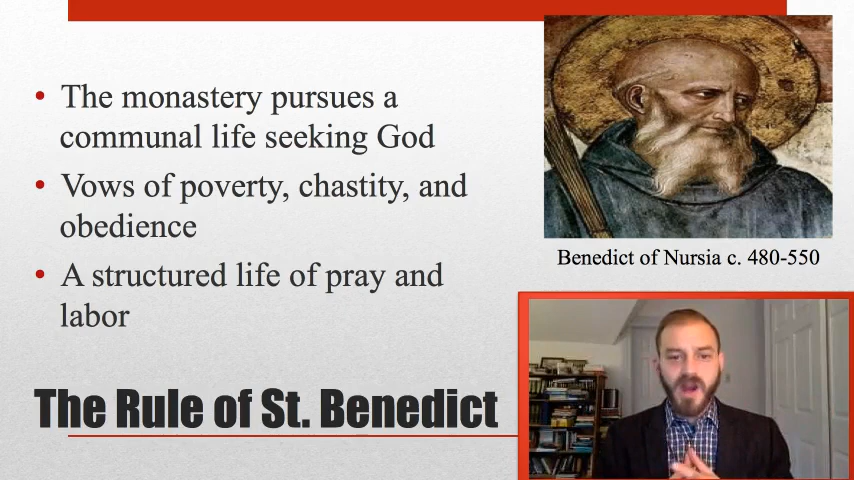 • The monastery pursues a
communal life seeking God
• Vows of poverty, chastity, and
obedience
• A structured life of pray and
labor
Benedict of Nursia c. 480-550
The Rule of St. Benedict